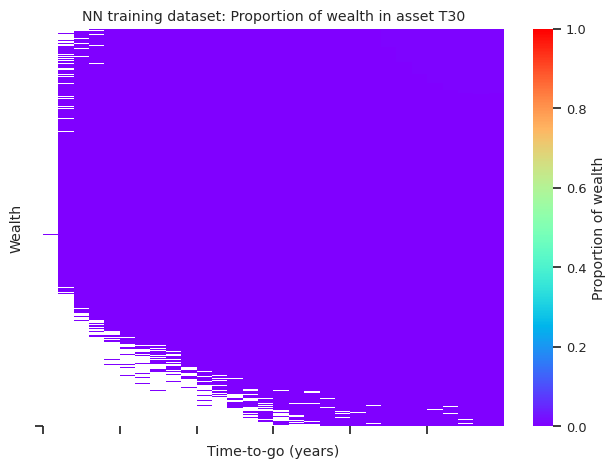 NN training dataset: Proportion of wealth in asset T30
Wealth
Time-to-go (years)
1.0
0.8
0.6
0.4
0.2
0.0
Proportion of wealth